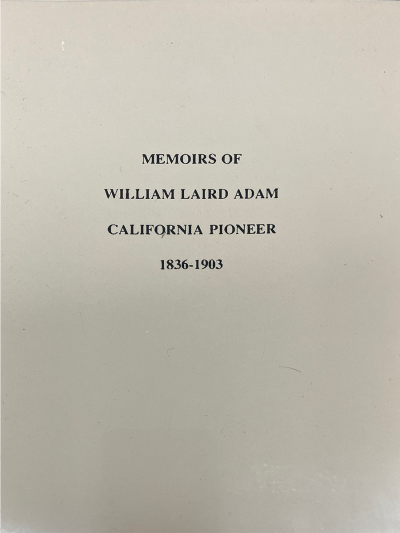 MEMOIRS OF
WILLIAM LAIRD ADAM
CALIFORNIA PIONEER
1836-1903